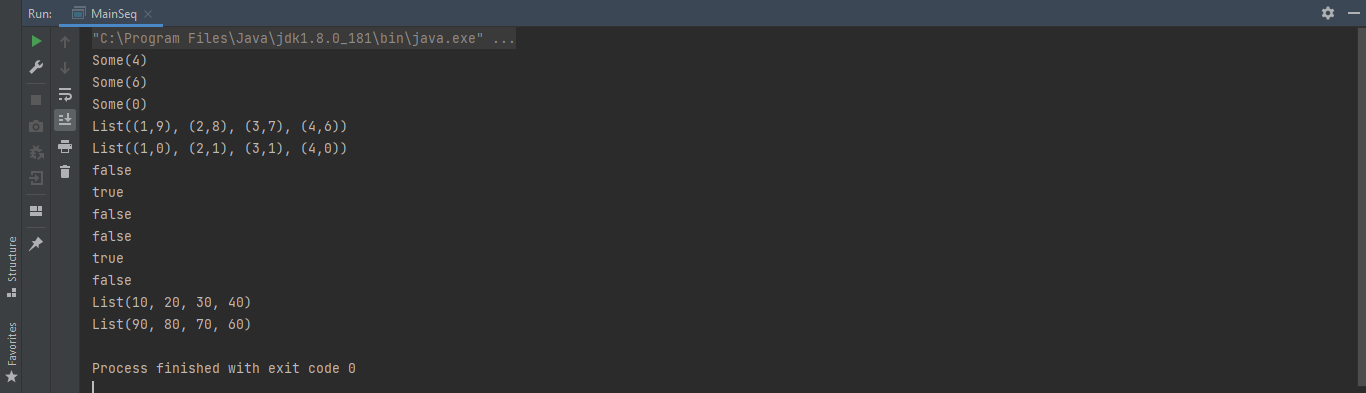 Run: MainSeq
"C:\Program Files\Java\jdk1.8.0_181\bin\java.exe" ...
Some(4)
Some(6)
Some(0)
List((1,9), (2,8), (3,7), (4,6))
List((1,0), (2,1), (3,1), (4,0))
false
true
false
false
true
false
List(10, 20, 30, 40)
List(90, 80, 70, 60)
Process finished with exit code 0
Structure
Favorites